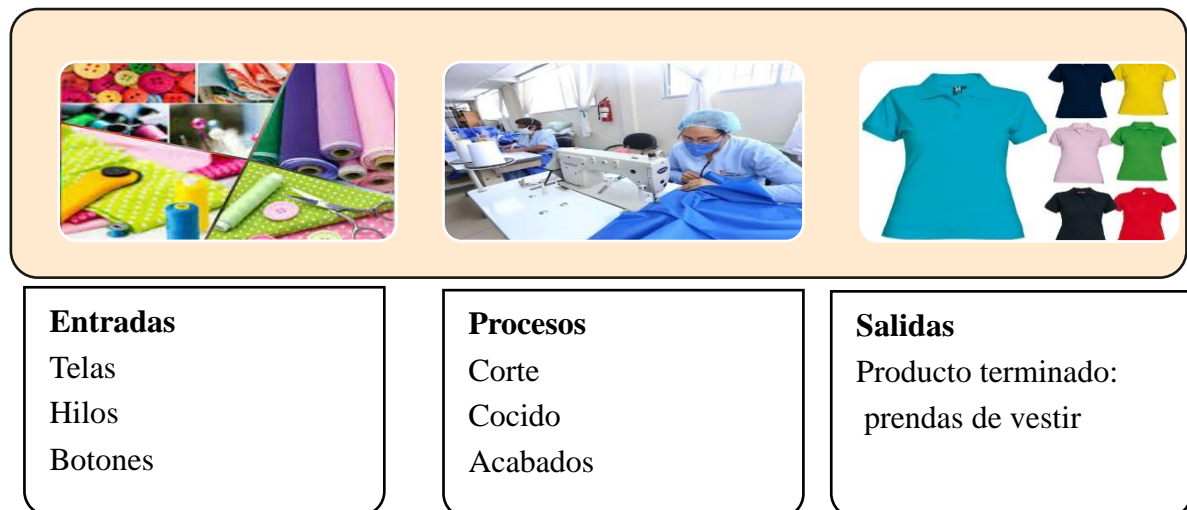 Entradas
Telas
Hilos
Botones
Procesos
Corte
Cocido
Acabados
Salidas
Producto terminado:
prendas de vestir